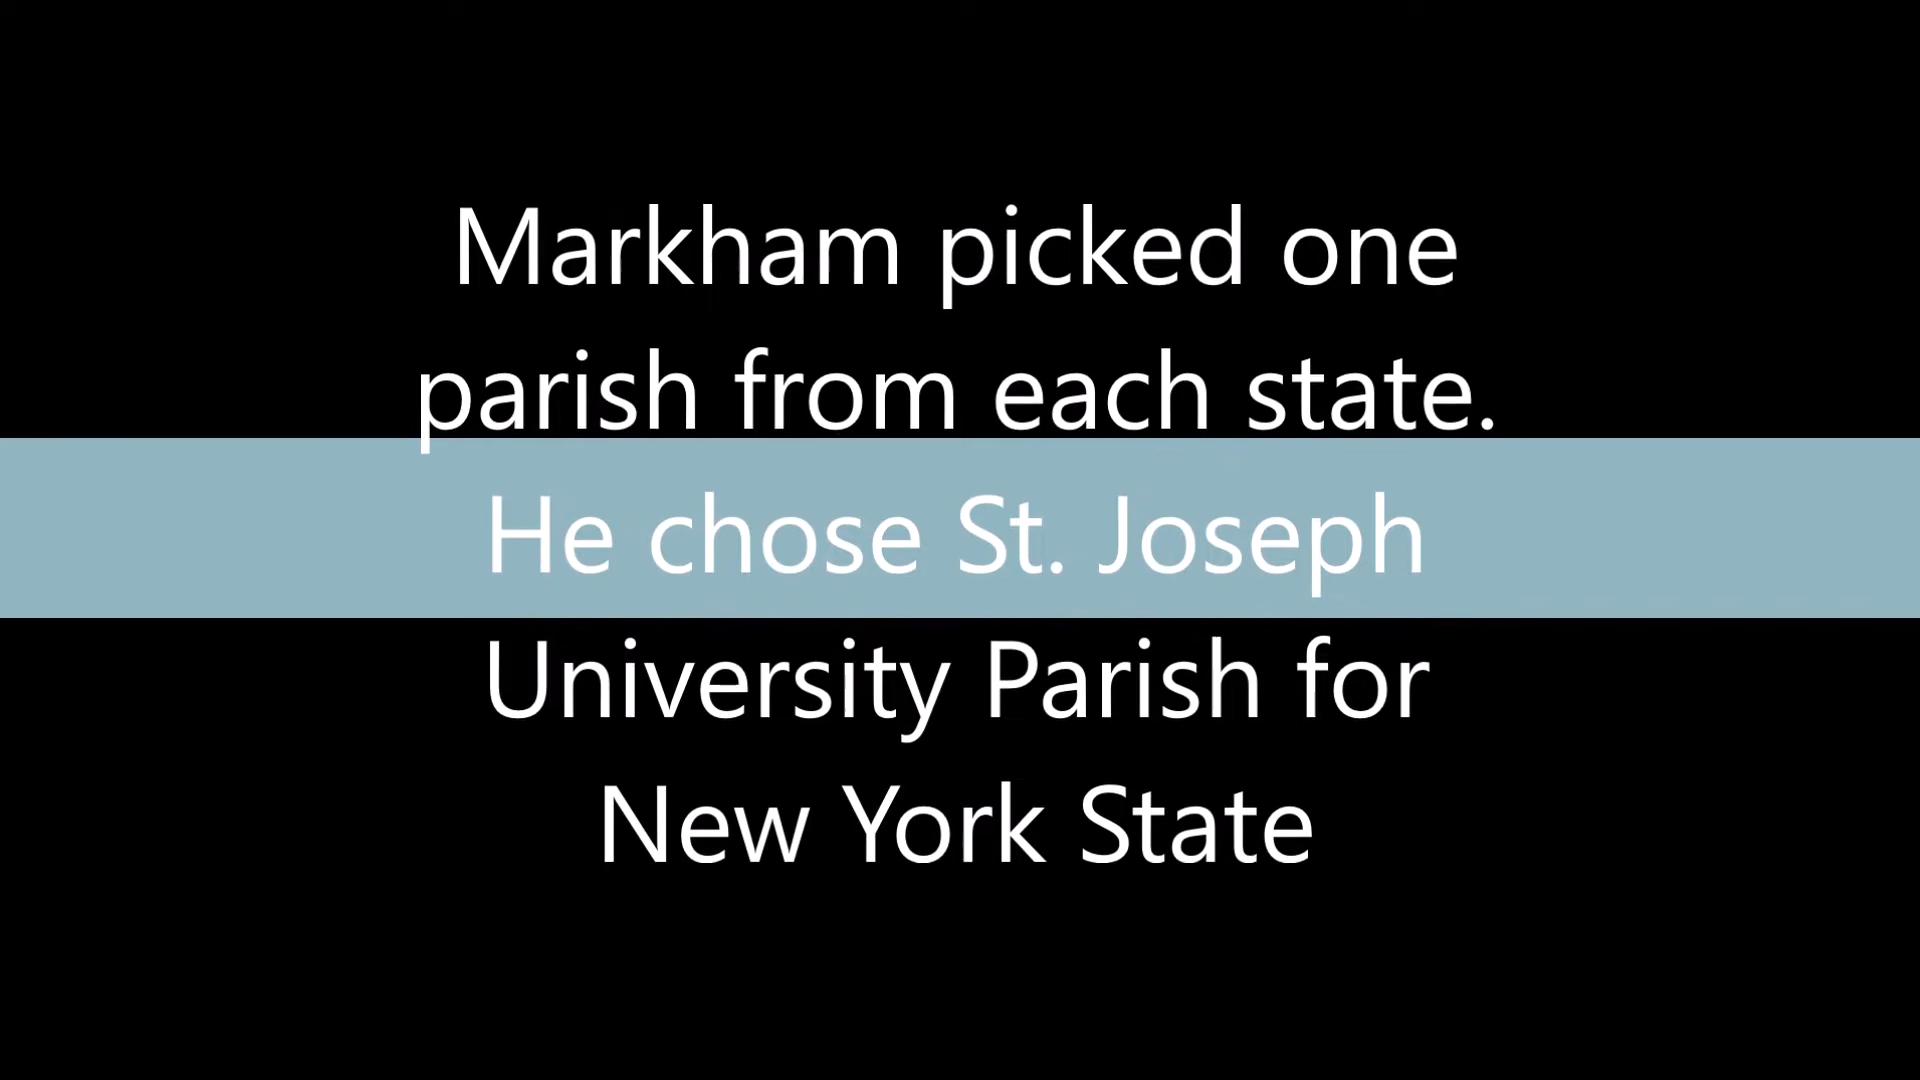 Markham picked one
parish from each state.
He chose St. Joseph
University Parish for
New York State